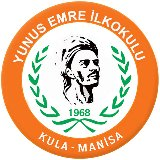 YUNUS EMRE İLKOKULU
1968
KULA - MANİSA